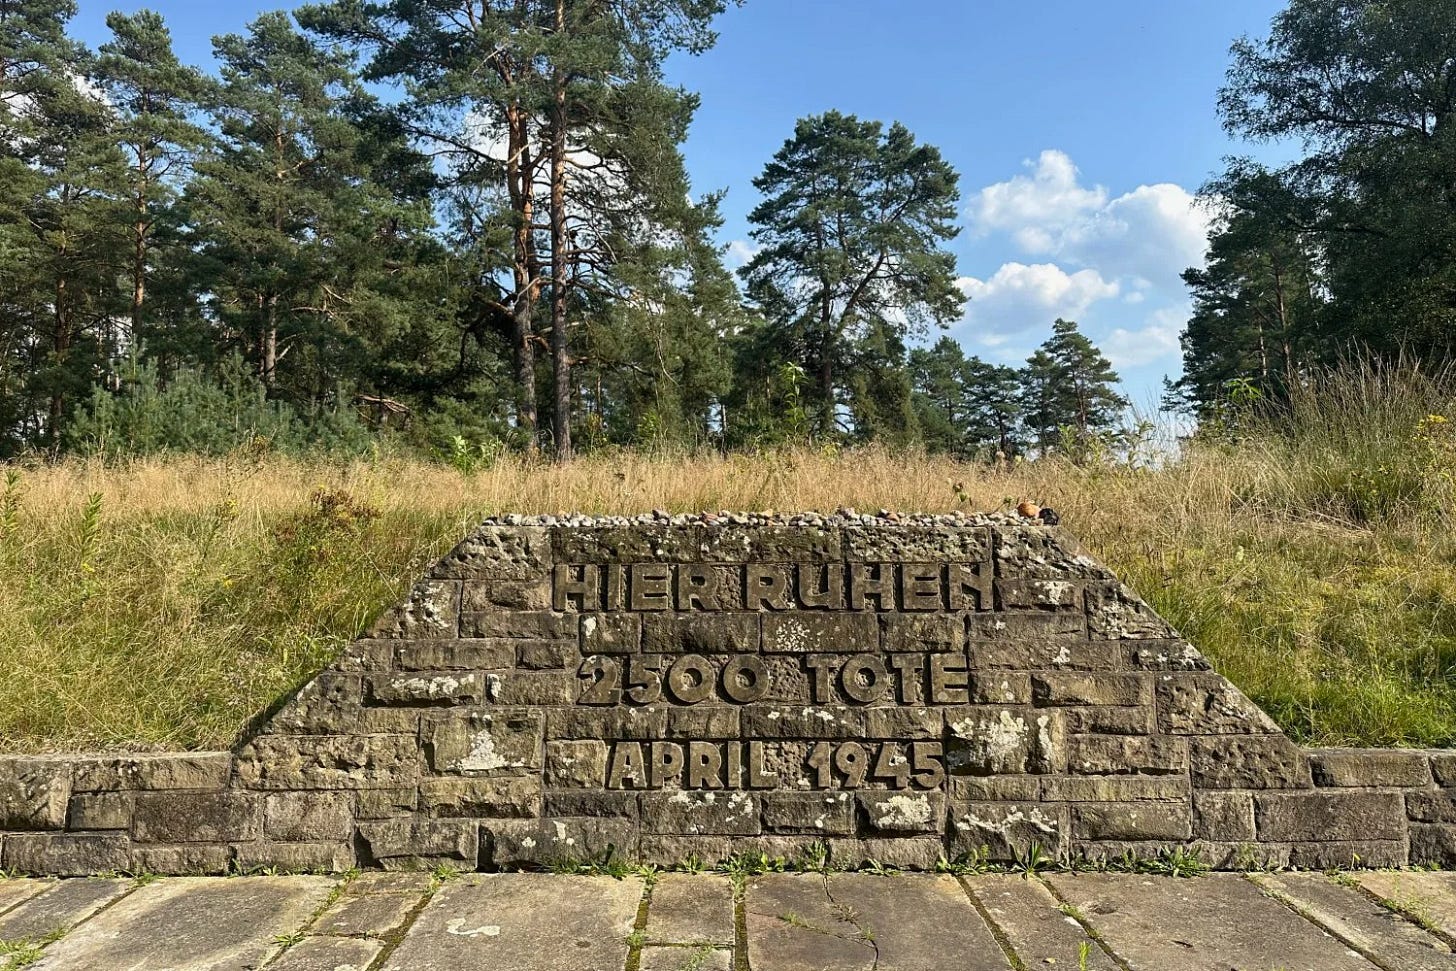 HIER RUHEN
2500 TOTE
APRIL 1945